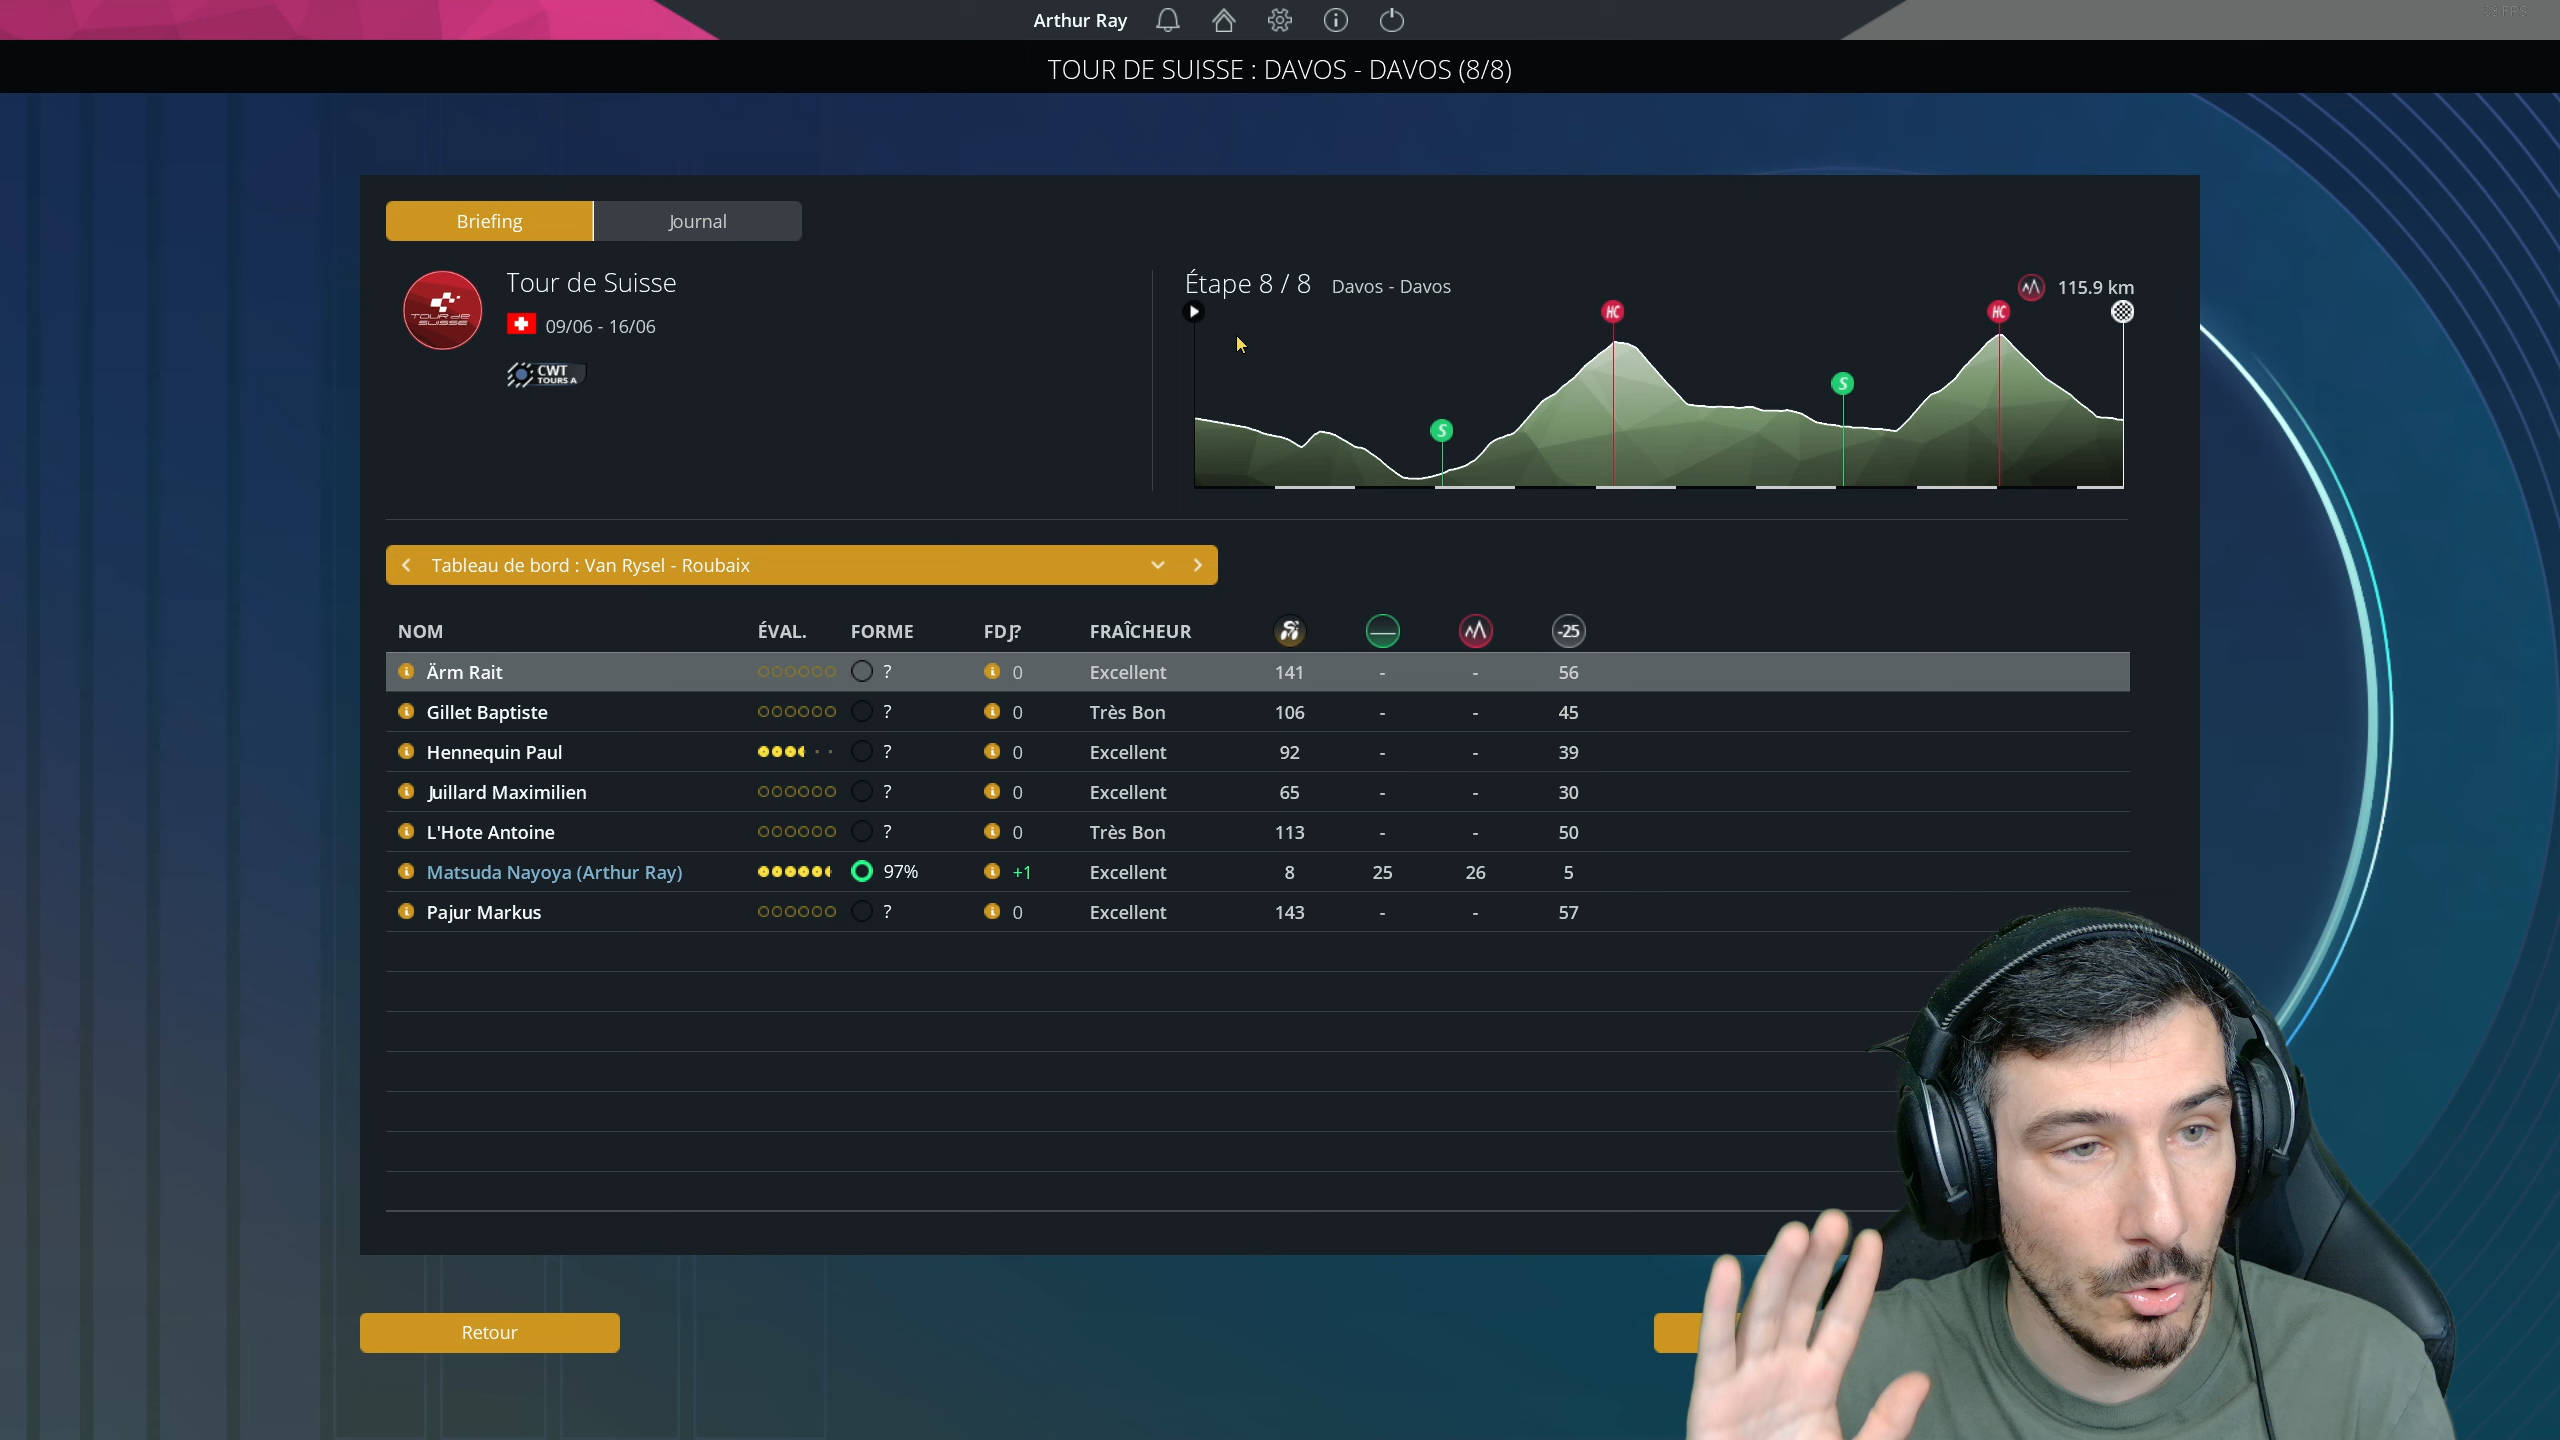 Arthur Ray
TOUR DE SUISSE : DAVOS - DAVOS (8/8)
Briefing
Journal
TOUR DE SUISSE
Tour de Suisse
09/06 - 16/06
CWT TOURS A
Étape 8 / 8 Davos - Davos
115.9 km
HC
HC
S
S
Tableau de bord : Van Rysel - Roubaix
NOM ÉVAL. FORME FDJ? FRAÎCHEUR -25
Ärm Rait ? 0 Excellent 141 - - 56
Gillet Baptiste ? 0 Très Bon 106 - - 45
Hennequin Paul ? 0 Excellent 92 - - 39
Juillard Maximilien ? 0 Excellent 65 - - 30
L'Hote Antoine ? 0 Très Bon 113 - - 50
Matsuda Nayoya (Arthur Ray) 97% +1 Excellent 8 25 26 5
Pajur Markus ? 0 Excellent 143 - - 57
Retour